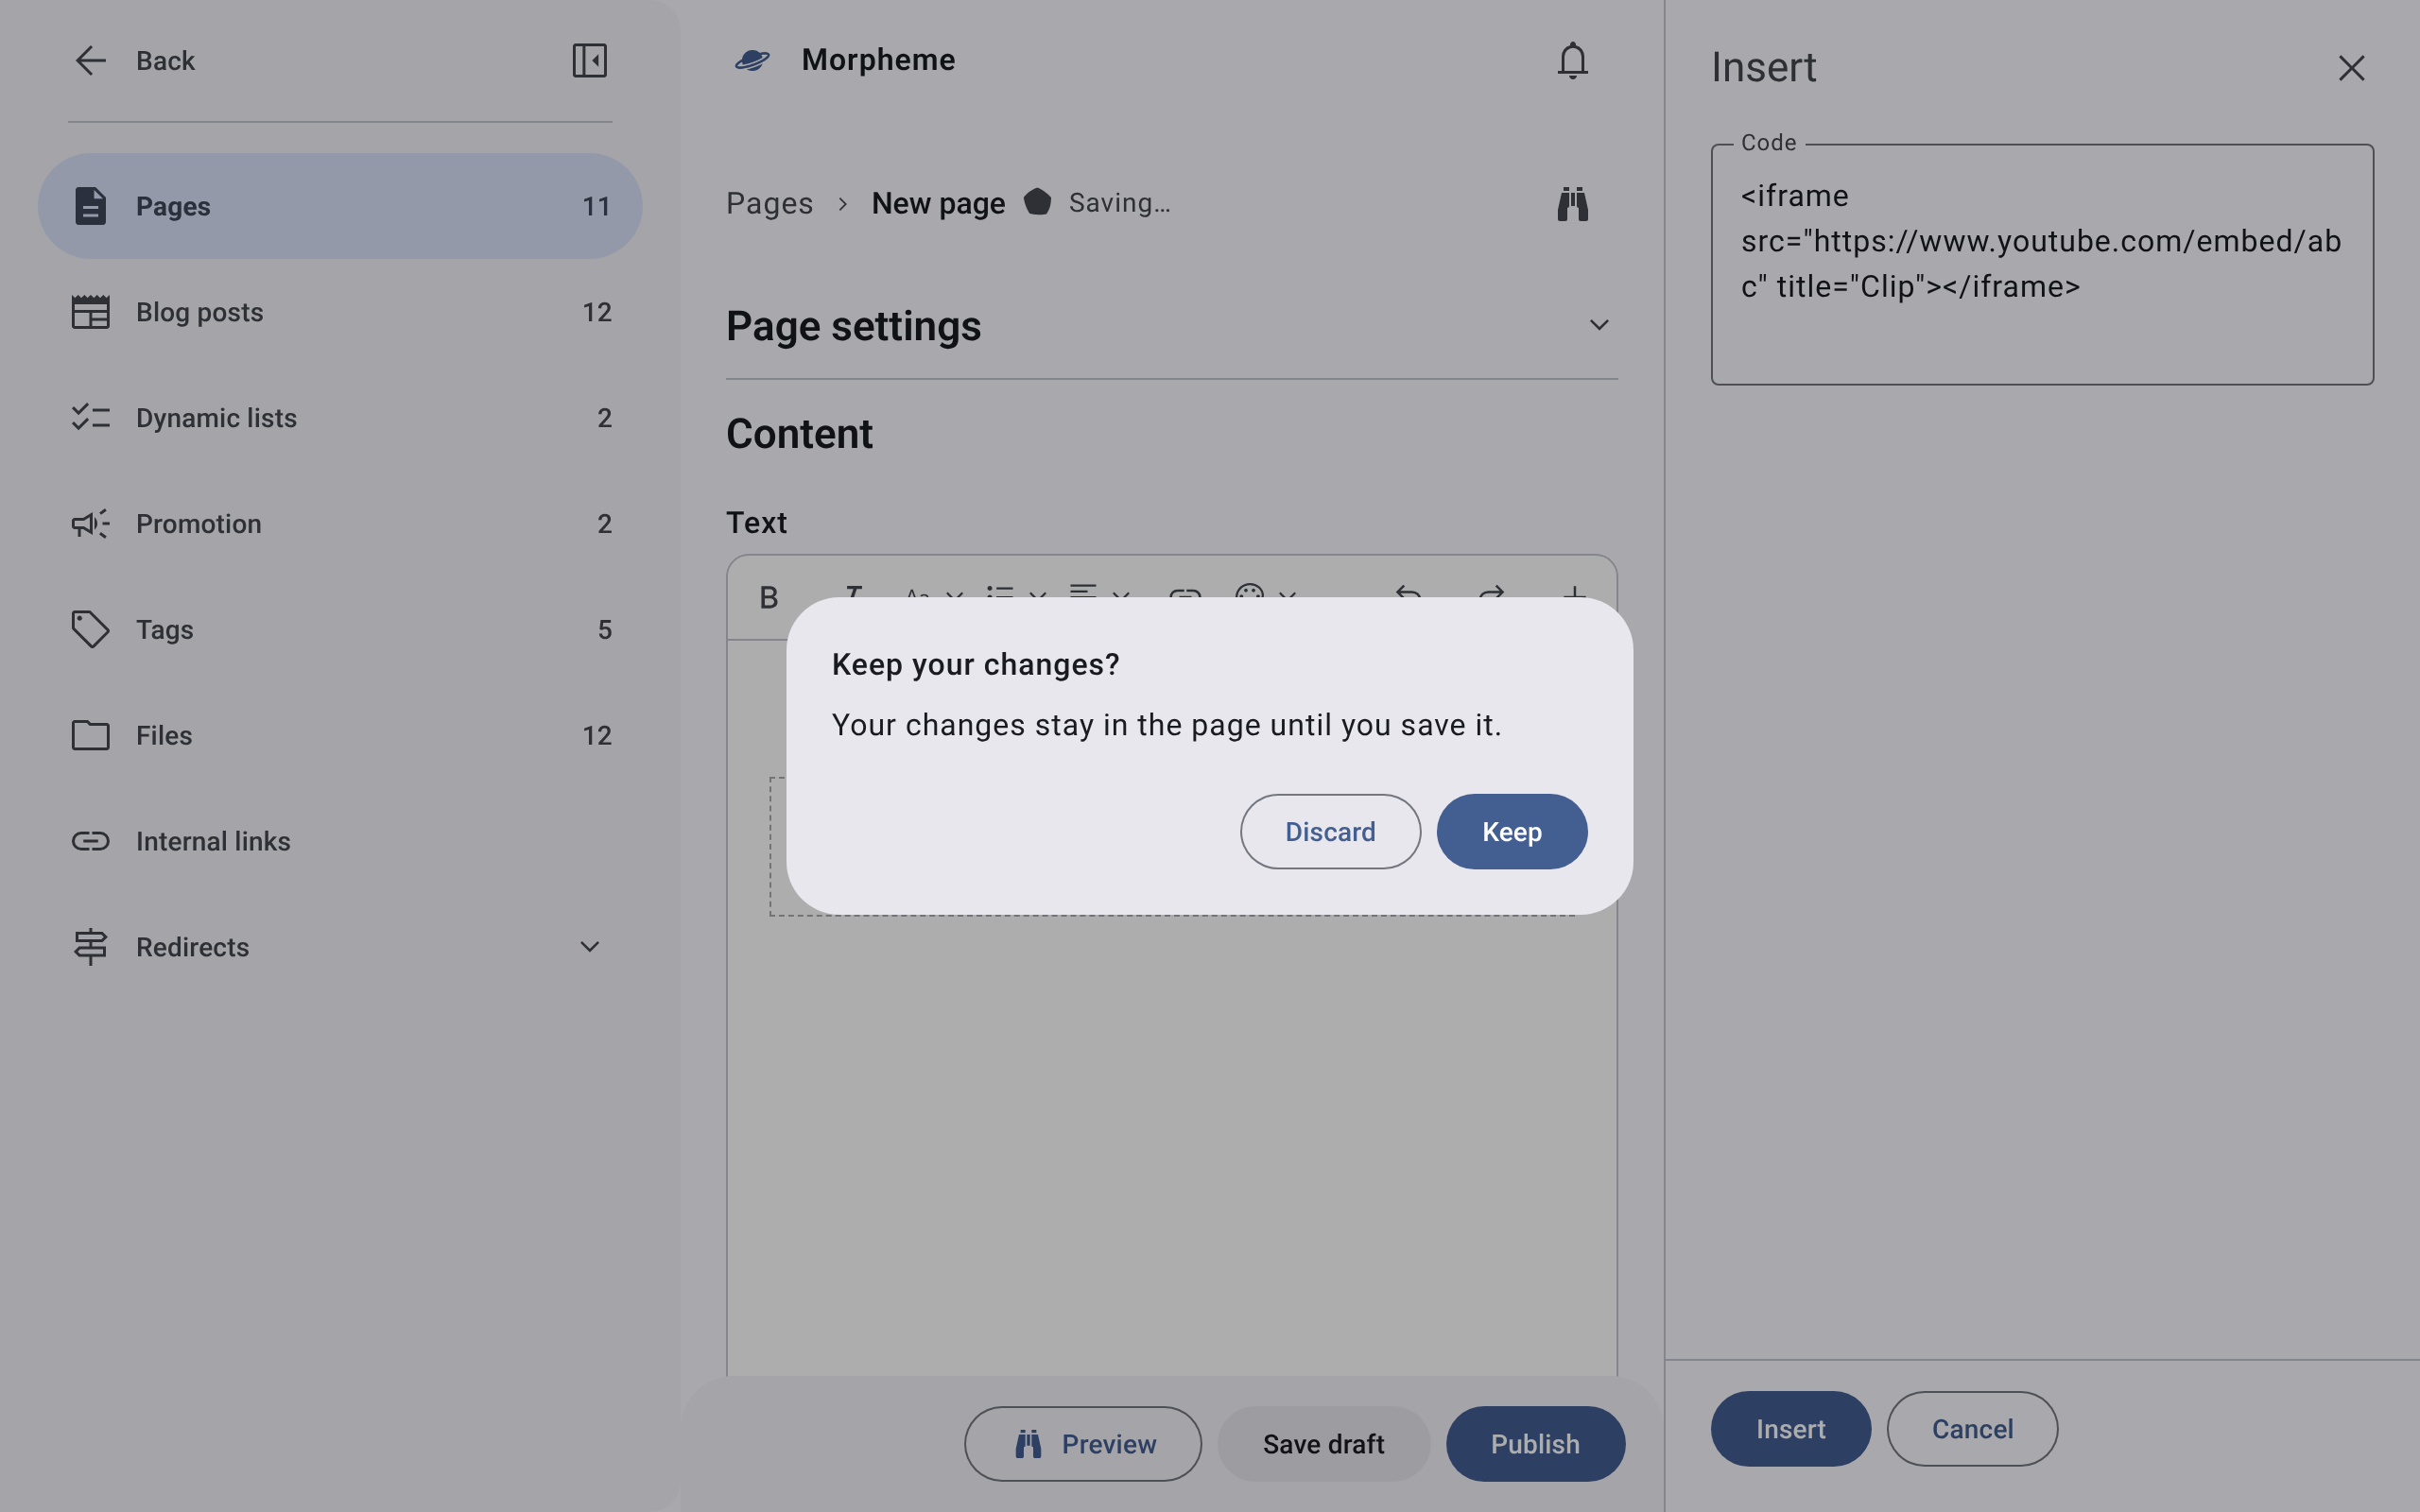 Back
Pages 11
Blog posts 12
Dynamic lists 2
Promotion 2
Tags 5
Files 12
Internal links
Redirects
Morpheme
Pages > New page Saving...
Page settings
Content
Text
B
Keep your changes?
Your changes stay in the page until you save it.
Discard Keep
Preview Save draft Publish
Insert
Code
<iframe
src="https://www.youtube.com/embed/ab
c" title="Clip"></iframe>
Insert Cancel